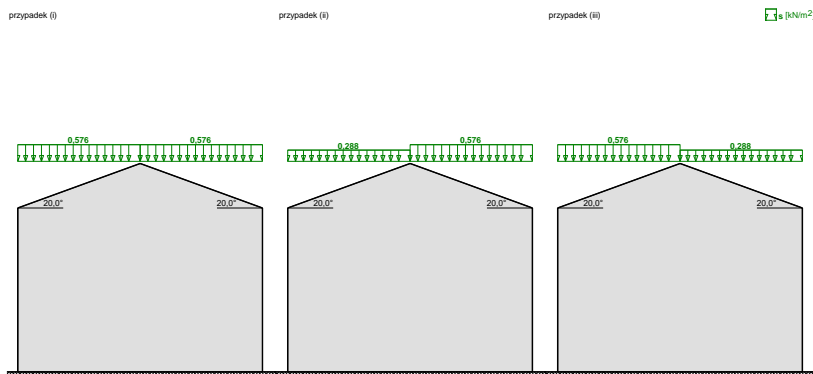 przypadek (i) przypadek (ii) przypadek (iii) s [kN/m2
0,576 0,576 0,288 0,576 0,576 0,288
20,0° 20,0° 20,0° 20,0° 20,0° 20,0°